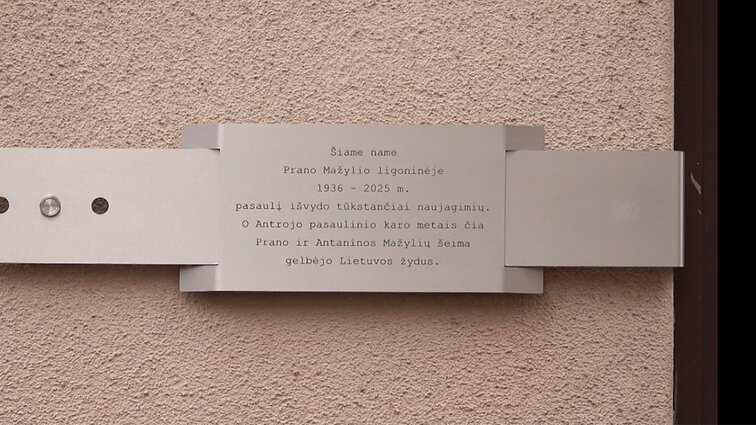 Šiame name
Prano Mažylio ligoninėje
1936 – 2025 m.
pasaulį išvydo tūkstančiai naujagimių.
O Antrojo pasaulinio karo metais čia
Prano ir Antaninos Mažylių šeima
gelbėjo Lietuvos žydus.